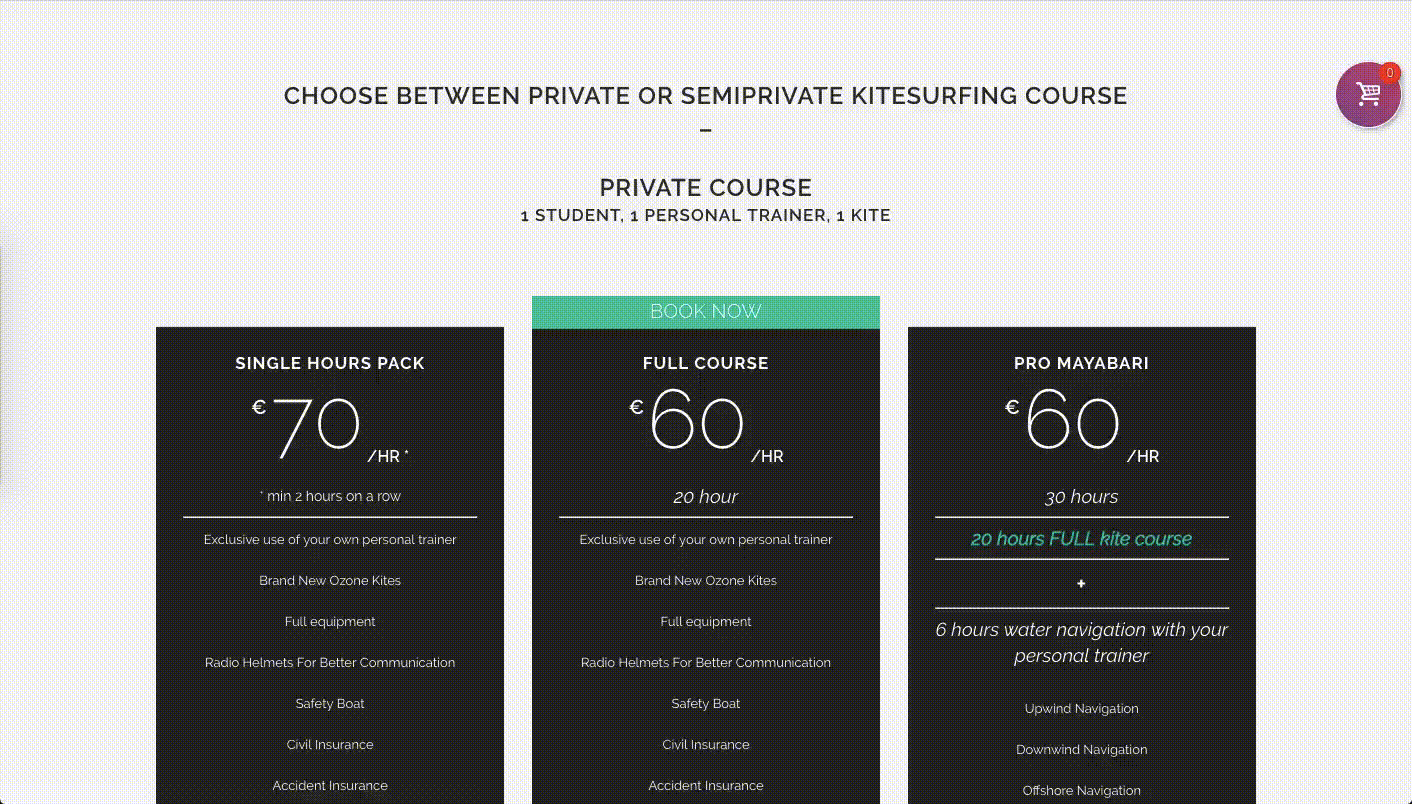 0
CHOOSE BETWEEN PRIVATE OR SEMIPRIVATE KITESURFING COURSE
–
PRIVATE COURSE
1 STUDENT, 1 PERSONAL TRAINER, 1 KITE
SINGLE HOURS PACK
€70/HR *
* min 2 hours on a row
Exclusive use of your own personal trainer
Brand New Ozone Kites
Full equipment
Radio Helmets For Better Communication
Safety Boat
Civil Insurance
Accident Insurance
BOOK NOW
FULL COURSE
€60/HR
20 hour
Exclusive use of your own personal trainer
Brand New Ozone Kites
Full equipment
Radio Helmets For Better Communication
Safety Boat
Civil Insurance
Accident Insurance
PRO MAYABARI
€60/HR
30 hours
20 hours FULL kite course
+
6 hours water navigation with your
personal trainer
Upwind Navigation
Downwind Navigation
Offshore Navigation